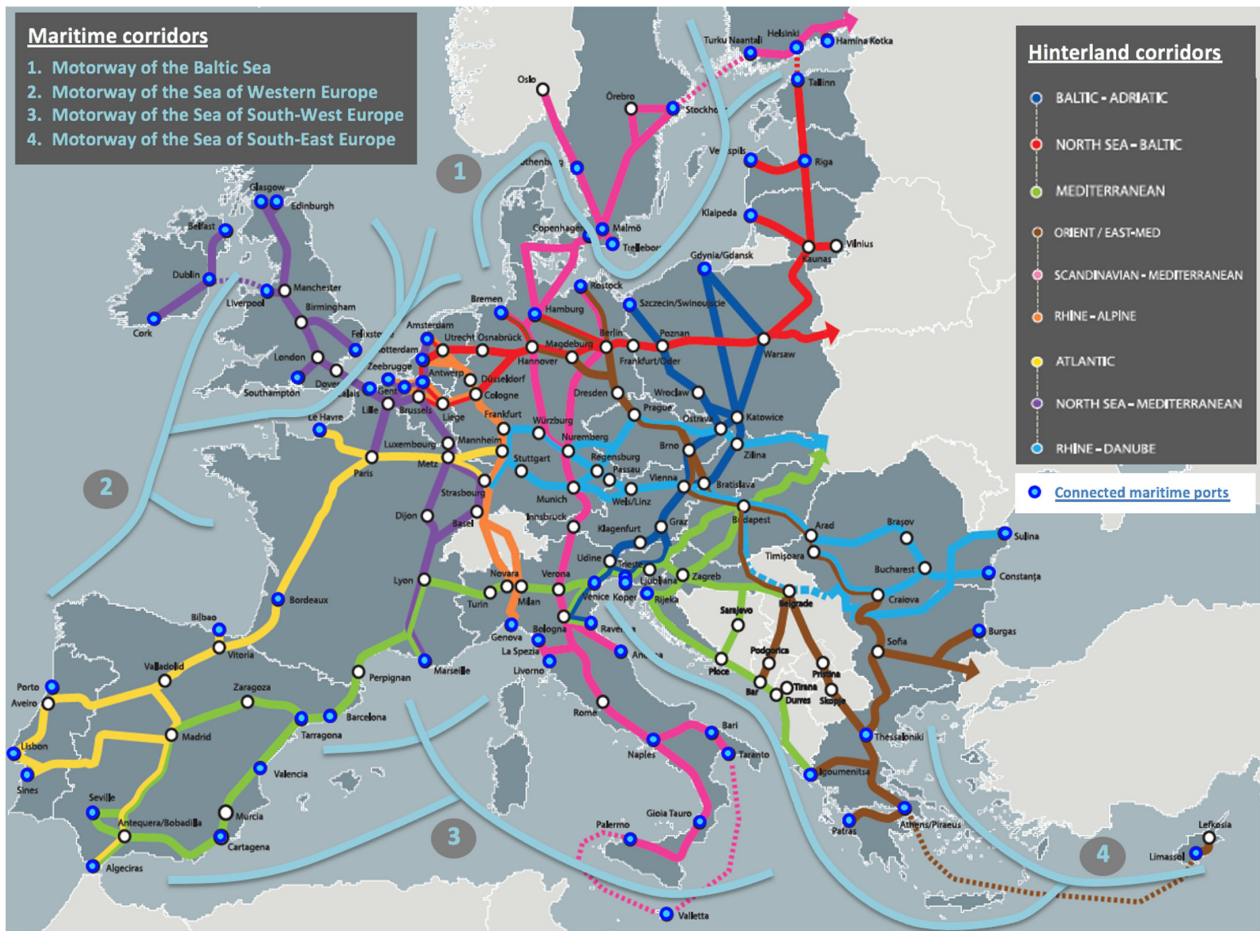 Maritime corridors
1. Motorway of the Baltic Sea
2. Motorway of the Sea of Western Europe
3. Motorway of the Sea of South-West Europe
4. Motorway of the Sea of South-East Europe
Hinterland corridors
BALTIC – ADRIATIC
NORTH SEA – BALTIC
MEDITERRANEAN
ORIENT / EAST-MED
SCANDINAVIAN – MEDITERRANEAN
RHINE – ALPINE
ATLANTIC
NORTH SEA – MEDITERRANEAN
RHINE – DANUBE
Connected maritime ports
1
2
3
4
Turku Naantali
Helsinki
Hamina Kotka
Oslo
Örebro
Stockholm
Tallinn
Riga
Klaipeda
Kaunas
Vilnius
Glasgow
Edinburgh
Belfast
Dublin
Cork
Liverpool
Manchester
Birmingham
Felixstowe
London
Dover
Southampton
Calais
Copenhagen
Malmö
Trelleborg
Gdynia/Gdansk
Rostock
Szczecin/Swinoujscie
Bremen
Hamburg
Amsterdam
Rotterdam
Utrecht
Osnabrück
Hannover
Magdeburg
Berlin
Frankfurt/Oder
Poznan
Warsaw
Zeebrugge
Gent
Antwerp
Düsseldorf
Cologne
Brussels
Liege
Lille
Le Havre
Dresden
Wroclaw
Katowice
Prague
Ostrava
Frankfurt
Würzburg
Nuremberg
Luxembourg
Mannheim
Metz
Paris
Stuttgart
Regensburg
Passau
Brno
Zilina
Strasbourg
Munich
Wels/Linz
Vienna
Bratislava
Dijon
Basel
Innsbruck
Klagenfurt
Graz
Budapest
Arad
Timişoara
Braşov
Sulina
Bucharest
Constanţa
Craiova
Lyon
Turin
Novara
Milan
Verona
Udine
Trieste
Venice
Koper
Ljubljana
Rijeka
Zagreb
Belgrade
Bordeaux
Bilbao
Vitoria
Genova
Bologna
Ravenna
La Spezia
Livorno
Ancona
Sarajevo
Sofia
Burgas
Marseille
Perpignan
Valladolid
Porto
Aveiro
Zaragoza
Madrid
Barcelona
Tarragona
Lisbon
Sines
Valencia
Seville
Antequera/Bobadilla
Murcia
Cartagena
Algeciras
Rome
Naples
Bari
Taranto
Gioia Tauro
Palermo
Valletta
Ploce
Podgorica
Bar
Tirana
Durres
Pristina
Skopje
Thessaloniki
Igoumenitsa
Patras
Athens/Piraeus
Lefkosia
Limassol